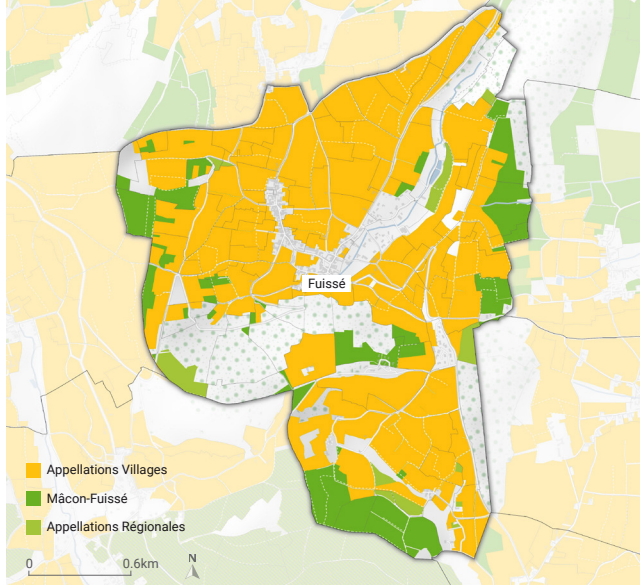 Fuissé
Appellations Villages
Mâcon-Fuissé
Appellations Régionales
0 0.6km N